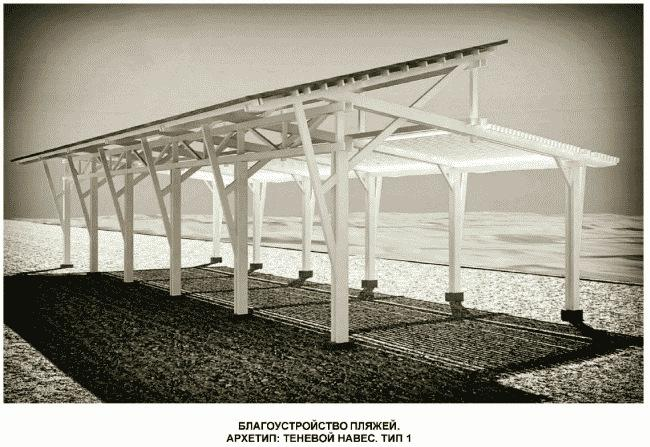 БЛАГОУСТРОЙСТВО ПЛЯЖЕЙ.
АРХЕТИП: ТЕНЕВОЙ НАВЕС. ТИП 1